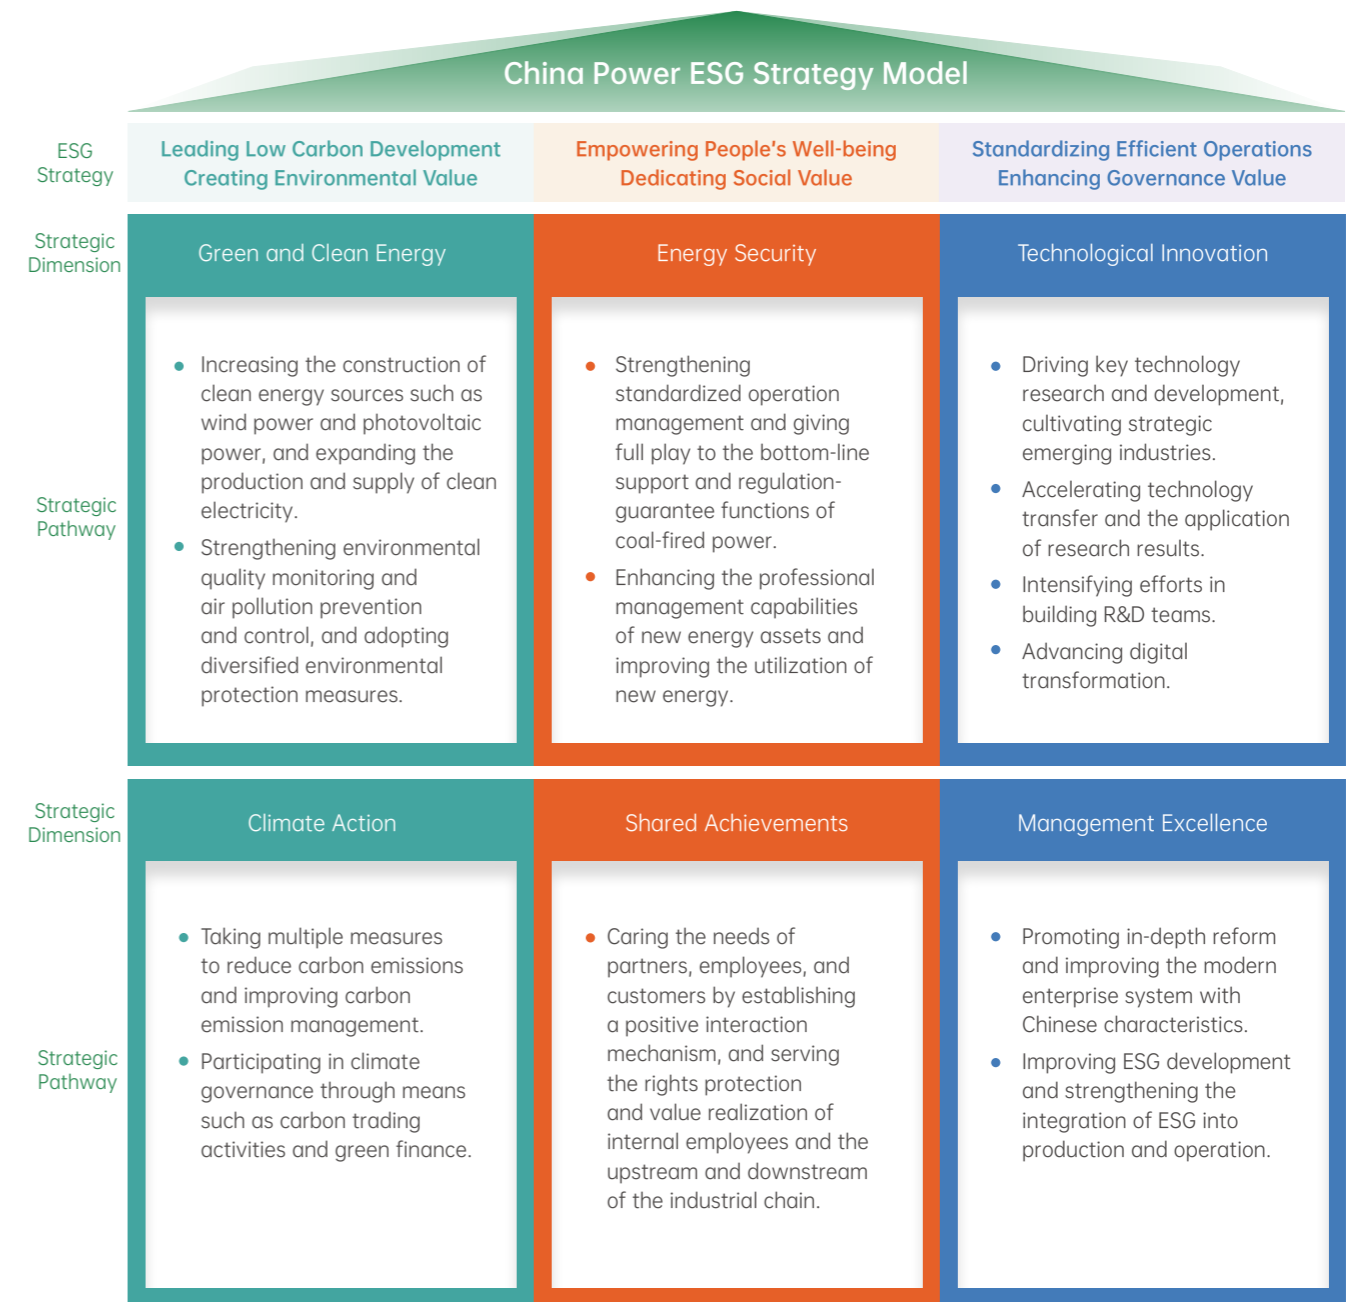 China Power ESG Strategy Model
ESG
Strategy
Leading Low Carbon Development
Creating Environmental Value
Empowering People's Well-being
Dedicating Social Value
Standardizing Efficient Operations
Enhancing Governance Value
Strategic
Dimension
Green and Clean Energy
Energy Security
Technological Innovation
Strategic
Pathway
• Increasing the construction of
clean energy sources such as
wind power and photovoltaic
power, and expanding the
production and supply of clean
electricity.
• Strengthening environmental
quality monitoring and
air pollution prevention
and control, and adopting
diversified environmental
protection measures.
• Strengthening
standardized operation
management and giving
full play to the bottom-line
support and regulation-
guarantee functions of
coal-fired power.
• Enhancing the professional
management capabilities
of new energy assets and
improving the utilization of
new energy.
• Driving key technology
research and development,
cultivating strategic
emerging industries.
• Accelerating technology
transfer and the application
of research results.
• Intensifying efforts in
building R&D teams.
• Advancing digital
transformation.
Strategic
Dimension
Climate Action
Shared Achievements
Management Excellence
Strategic
Pathway
• Taking multiple measures
to reduce carbon emissions
and improving carbon
emission management.
• Participating in climate
governance through means
such as carbon trading
activities and green finance.
• Caring the needs of
partners, employees, and
customers by establishing
a positive interaction
mechanism, and serving
the rights protection
and value realization of
internal employees and the
upstream and downstream
of the industrial chain.
• Promoting in-depth reform
and improving the modern
enterprise system with
Chinese characteristics.
• Improving ESG development
and strengthening the
integration of ESG into
production and operation.